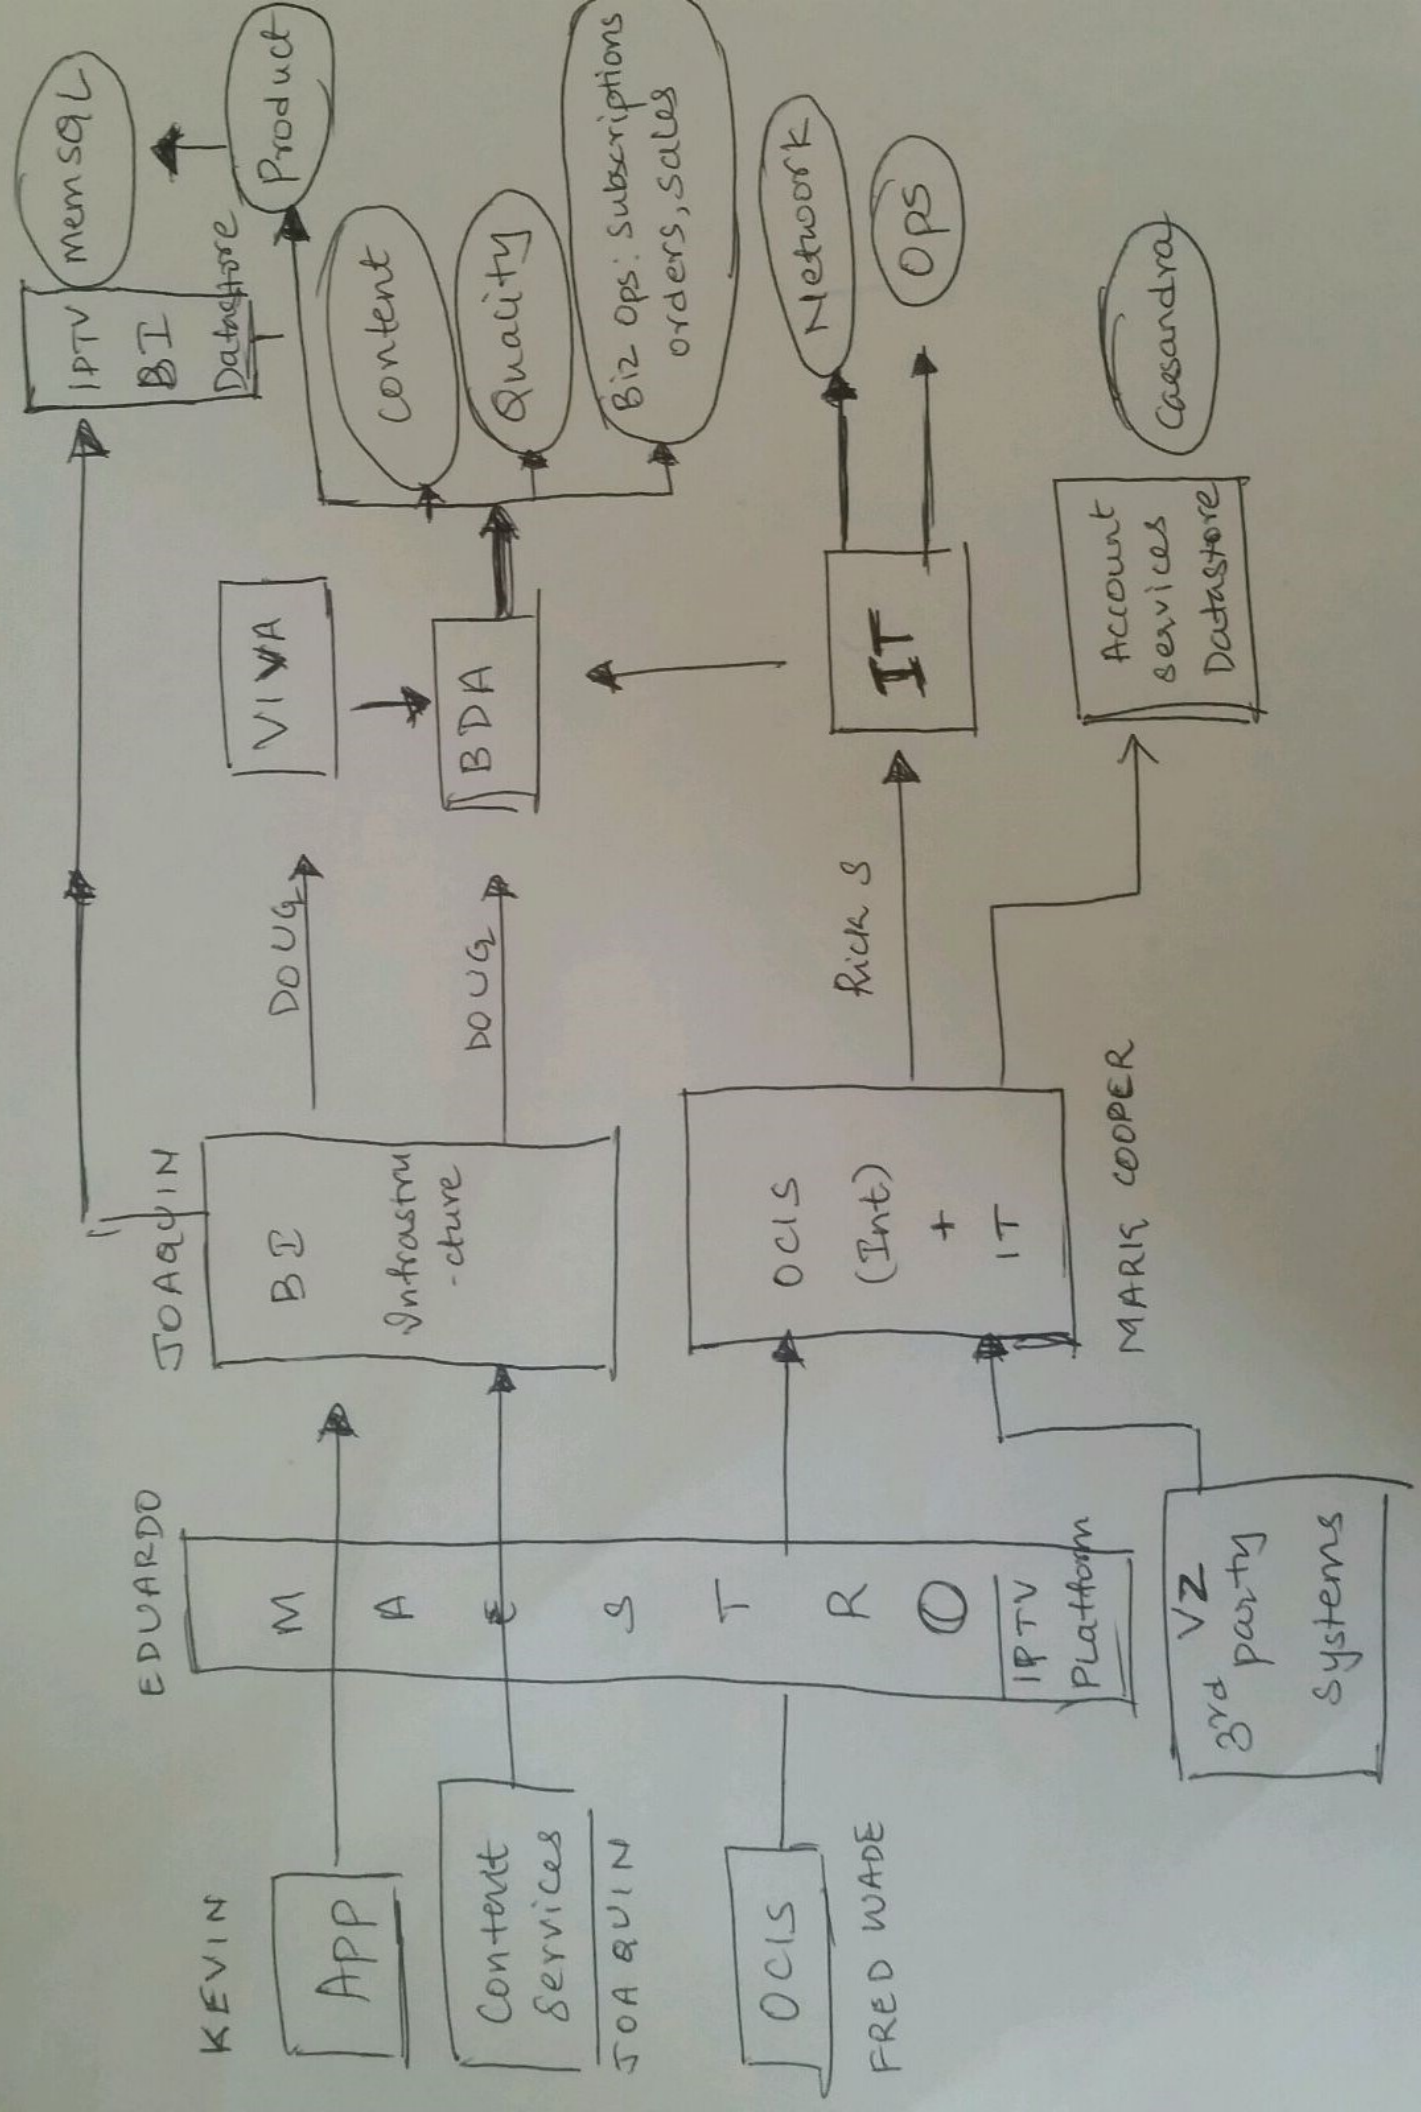 KEVIN
APP
Content
Services
JOAQUIN
OCIS
FRED WADE
EDUARDO
M
A
E
S
T
R
O
IPTV
Platform
VZ
3rd party
Systems
JOAQUIN
BI
Infrastru
-cture
OCIS
(Int)
+
IT
MARK COOPER
DOUG
DOUG
Rick S
VIVA
BDA
IT
Account
Services
Datastore
Cassandra
IPTV
BI
Datastore
memSQL
Product
Content
Quality
Biz Ops: Subscriptions
orders, sales
Network
Ops